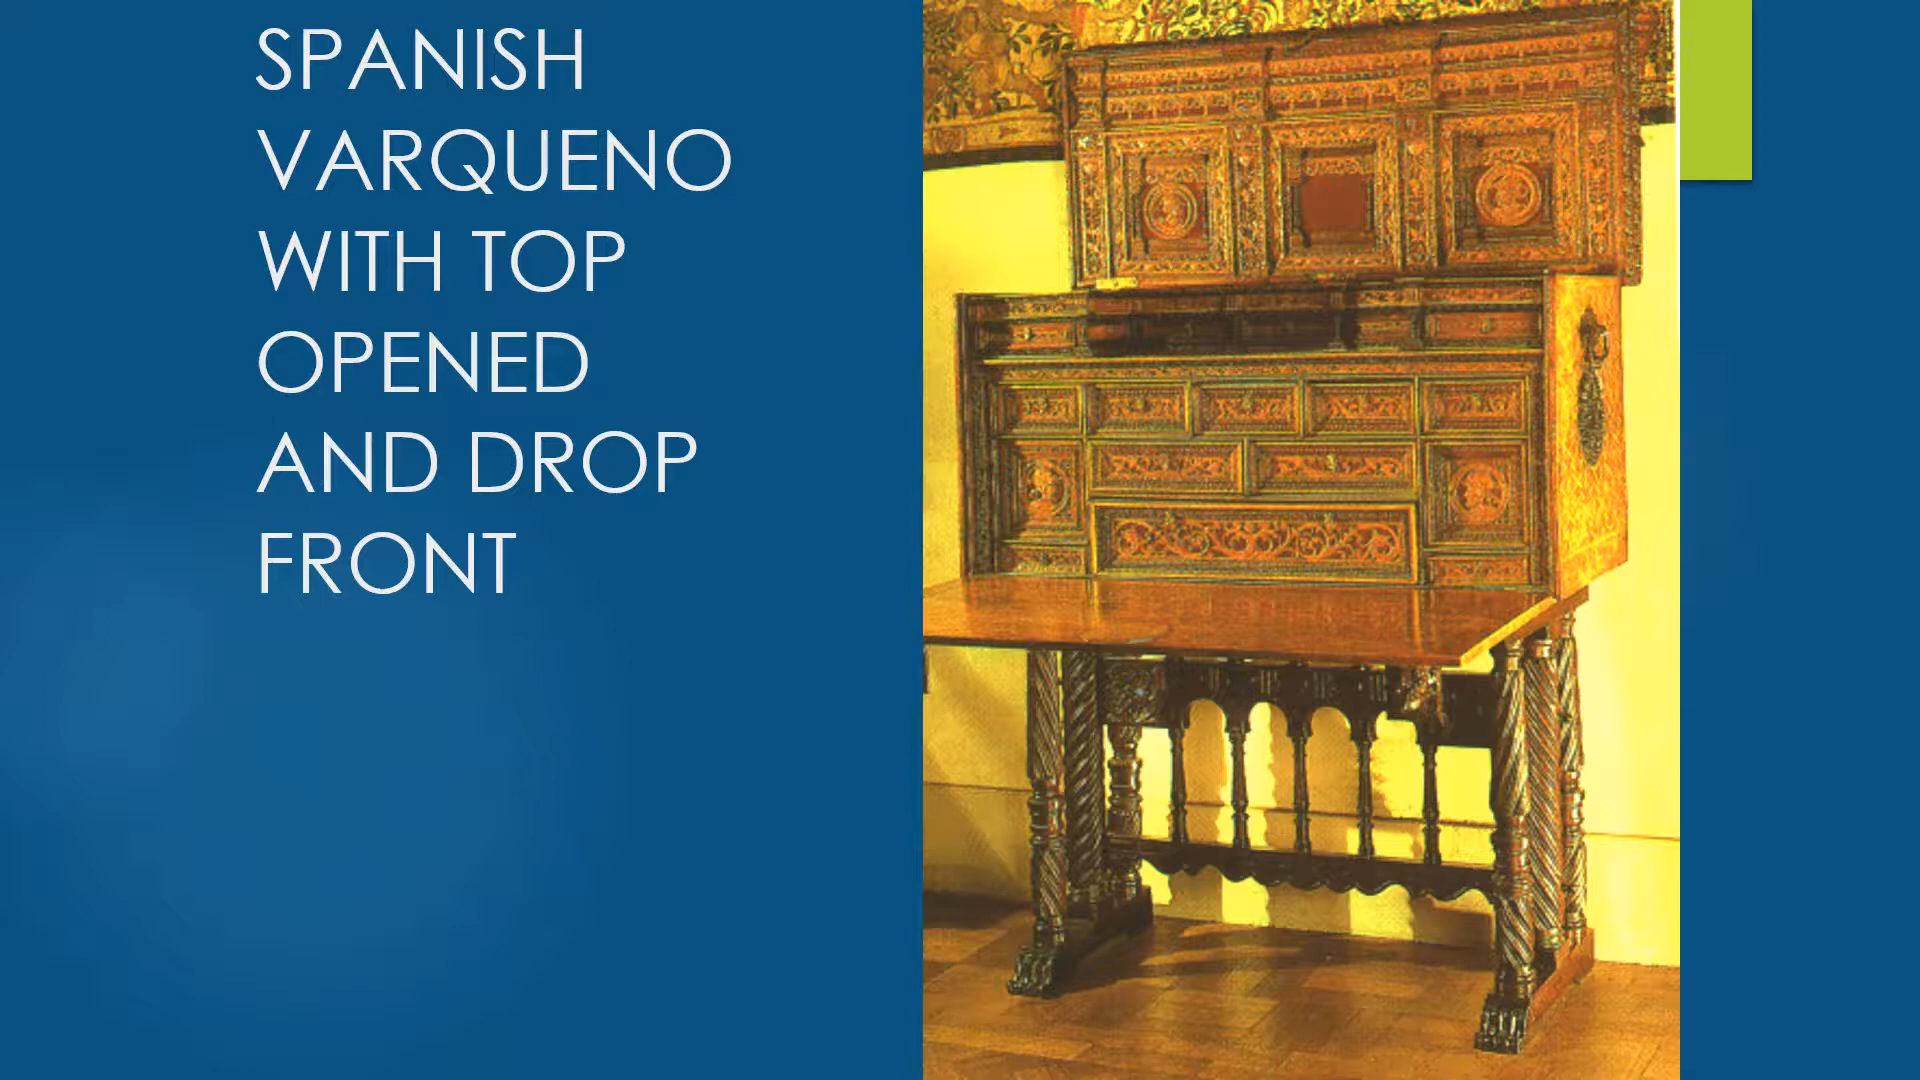 SPANISH
VARQUENO
WITH TOP
OPENED
AND DROP
FRONT